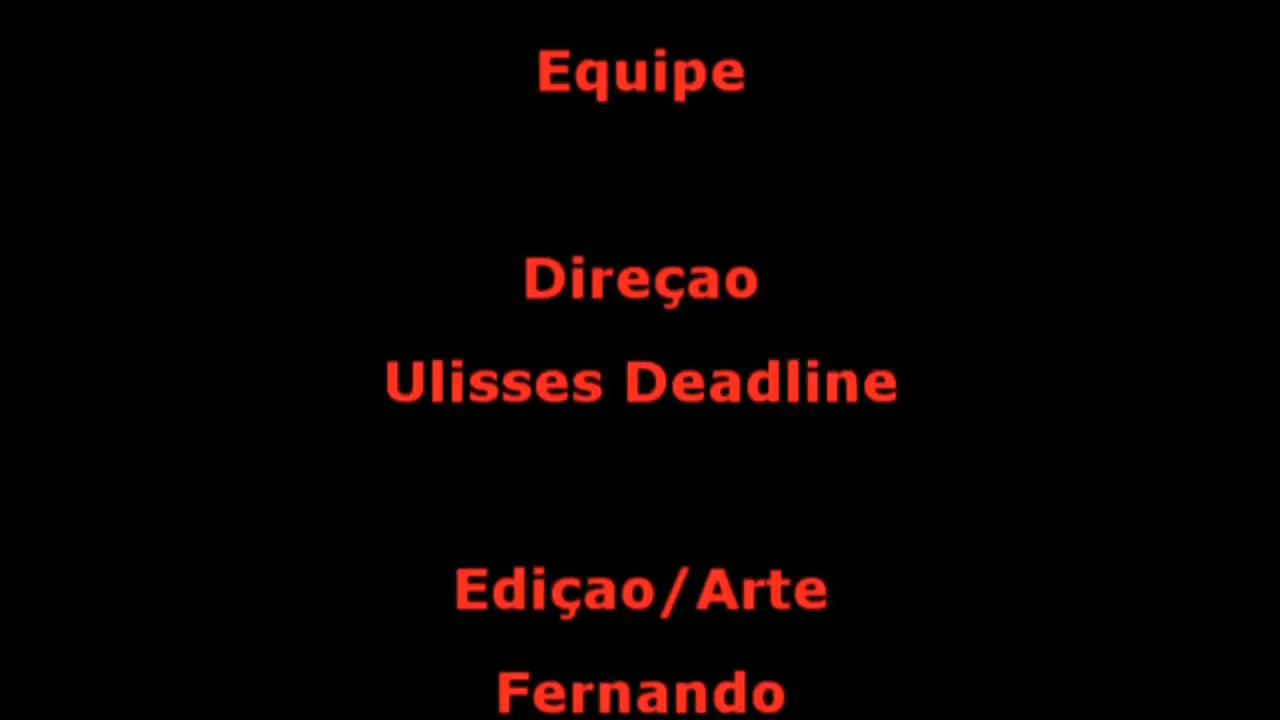 Equipe
Direçao
Ulisses Deadline
Ediçao/Arte
Fernando